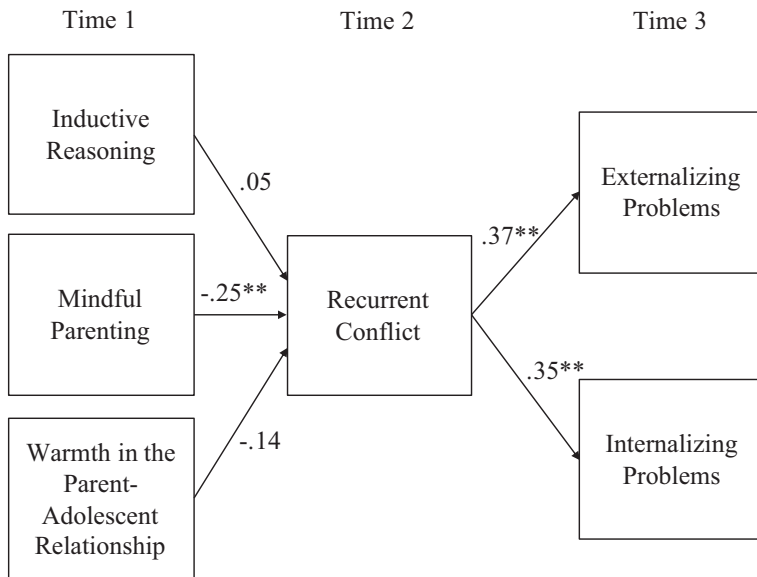 Time 1
Time 2
Time 3
Inductive
Reasoning
.05
Externalizing
Problems
.37**
Mindful
Parenting
-.25**
Recurrent
Conflict
.35**
-.14
Warmth in the
Parent-
Adolescent
Relationship
Internalizing
Problems